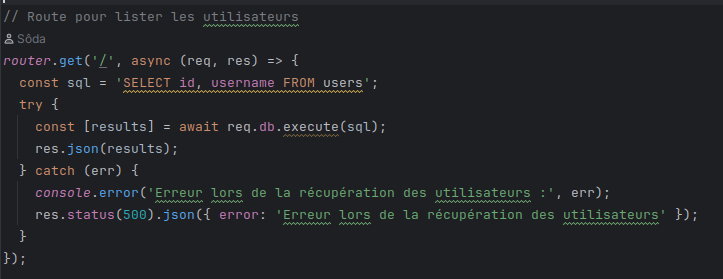 // Route pour lister les utilisateurs
Sôda
router.get('/', async (req, res) => {
  const sql = 'SELECT id, username FROM users';
  try {
    const [results] = await req.db.execute(sql);
    res.json(results);
  } catch (err) {
    console.error('Erreur lors de la récupération des utilisateurs :', err);
    res.status(500).json({ error: 'Erreur lors de la récupération des utilisateurs' });
  }
});